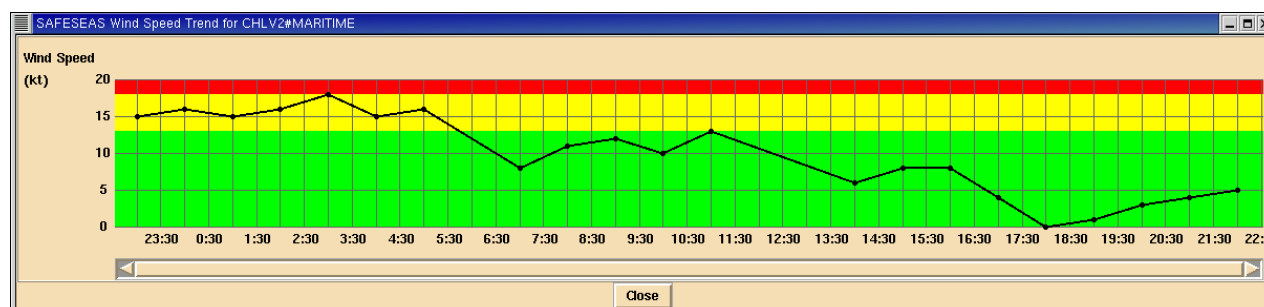 SAFESEAS Wind Speed Trend for CHLV2#MARITIME
Wind Speed
(kt)
20
15
10
5
0
23:30 0:30 1:30 2:30 3:30 4:30 5:30 6:30 7:30 8:30 9:30 10:30 11:30 12:30 13:30 14:30 15:30 16:30 17:30 18:30 19:30 20:30 21:30 22:
Close